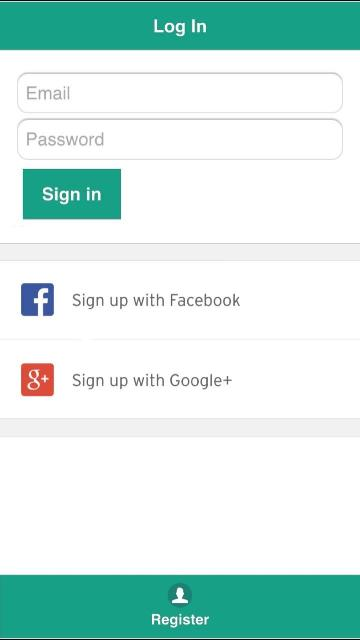 Log In
Email
Password
Sign in
f
Sign up with Facebook
g+
Sign up with Google+
Register